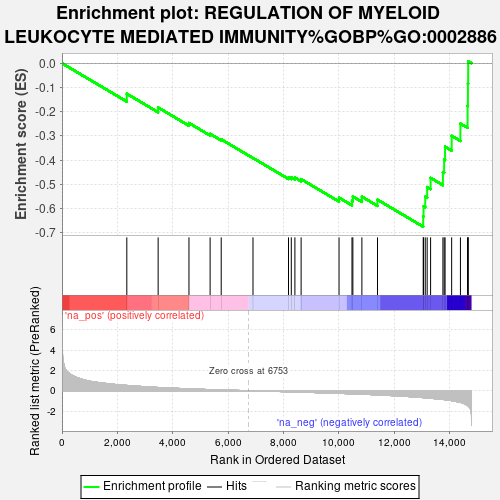 Enrichment plot: REGULATION OF MYELOID
LEUKOCYTE MEDIATED IMMUNITY%GOBP%GO:0002886
Enrichment score (ES)
0.0
-0.1
-0.2
-0.3
-0.4
-0.5
-0.6
-0.7
'na_pos' (positively correlated)
Ranked list metric (PreRanked)
6
4
2
0
-2
Zero cross at 6753
'na_neg' (negatively correlated)
0
2,000
4,000
6,000
8,000
10,000
12,000
14,000
Rank in Ordered Dataset
Enrichment profile
Hits
Ranking metric scores